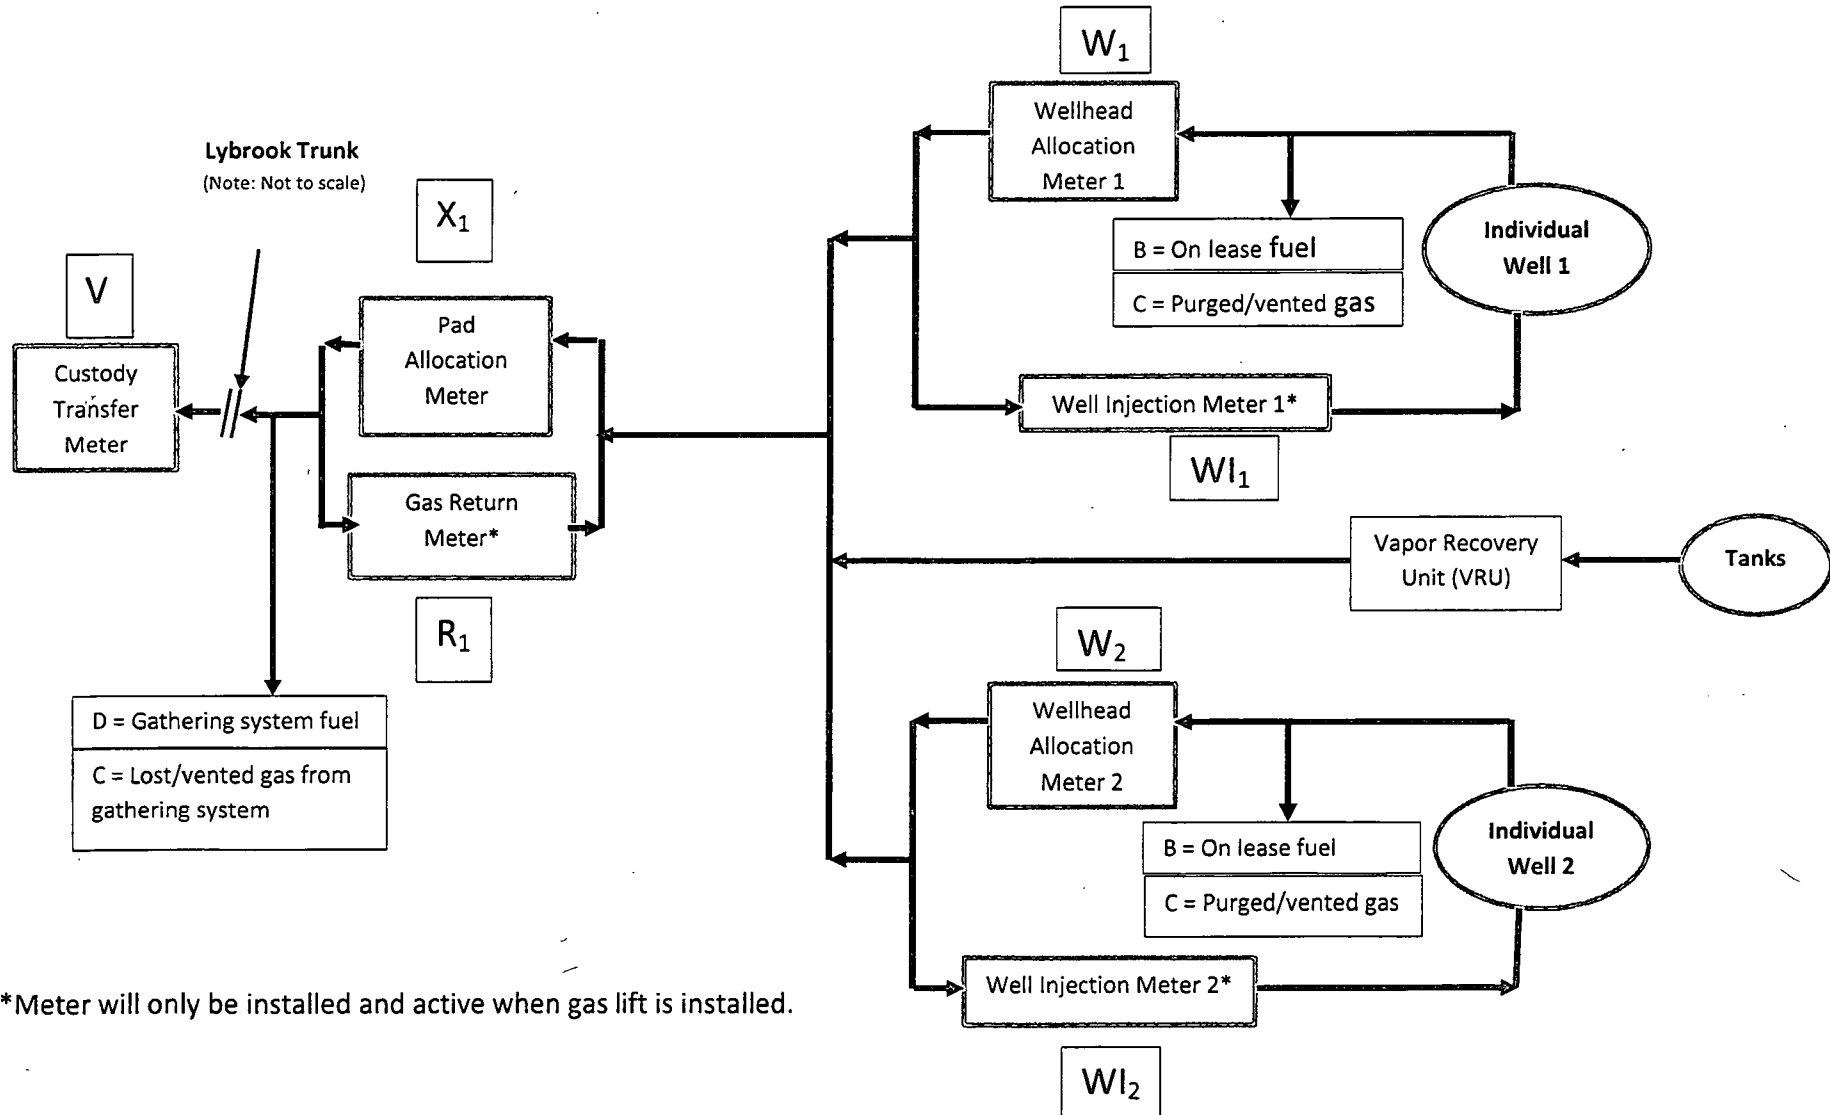 W₁
Wellhead
Allocation
Meter 1
Lybrook Trunk
(Note: Not to scale)
X₁
B = On lease fuel
C = Purged/vented gas
Individual
Well 1
V
Custody
Transfer
Meter
Pad
Allocation
Meter
Well Injection Meter 1*
WI₁
Gas Return
Meter*
R₁
Vapor Recovery
Unit (VRU)
Tanks
W₂
Wellhead
Allocation
Meter 2
D = Gathering system fuel
C = Lost/vented gas from
gathering system
B = On lease fuel
C = Purged/vented gas
Individual
Well 2
Well Injection Meter 2*
WI₂
*Meter will only be installed and active when gas lift is installed.